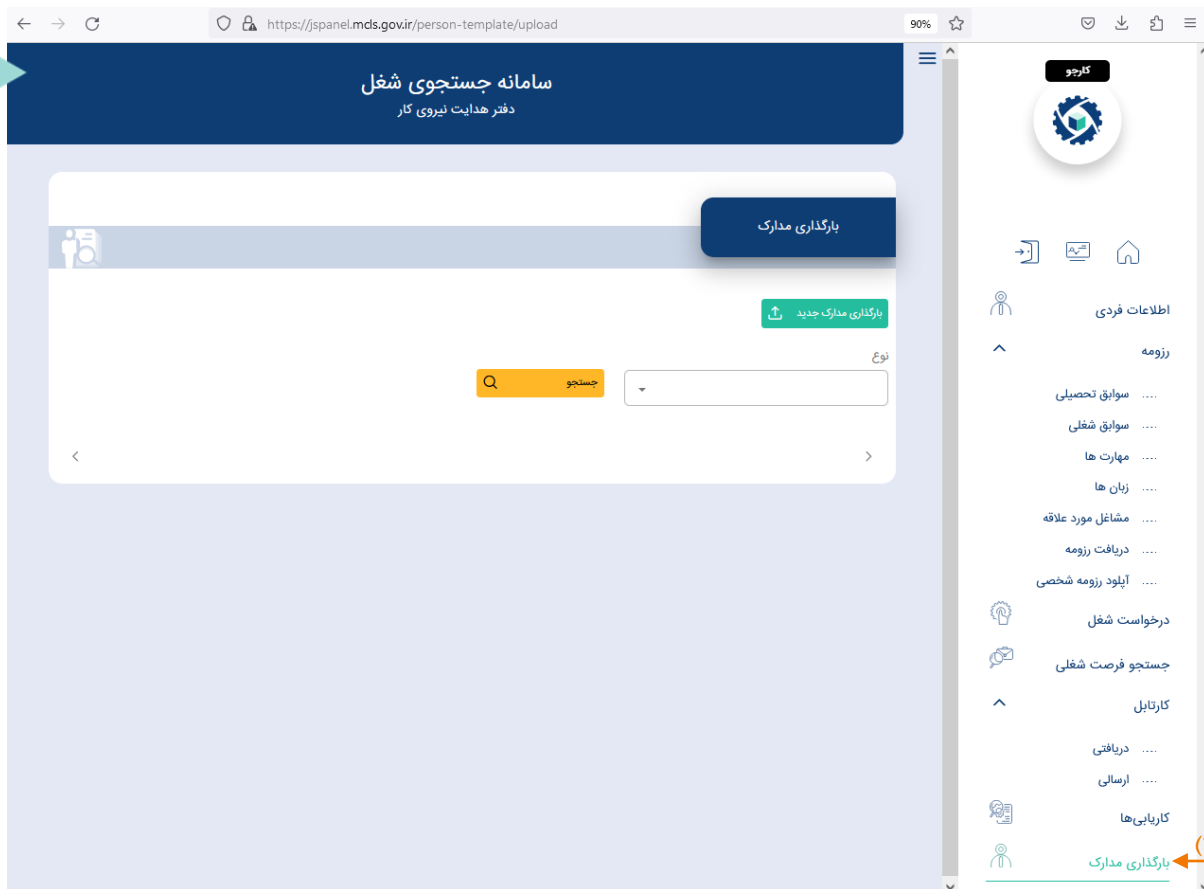 https://jspanel.mcls.gov.ir/person-template/upload
90%
کارجو
سامانه جستجوی شغل
دفتر هدایت نیروی کار
بارگذاری مدارک
بارگذاری مدارک جدید
نوع
جستجو
اطلاعات فردی
رزومه
.... سوابق تحصیلی
.... سوابق شغلی
.... مهارت ها
.... زبان ها
.... مشاغل مورد علاقه
.... دریافت رزومه
.... آپلود رزومه شخصی
درخواست شغل
جستجو فرصت شغلی
کارتابل
.... دریافتی
.... ارسالی
کاریابی‌ها
بارگذاری مدارک